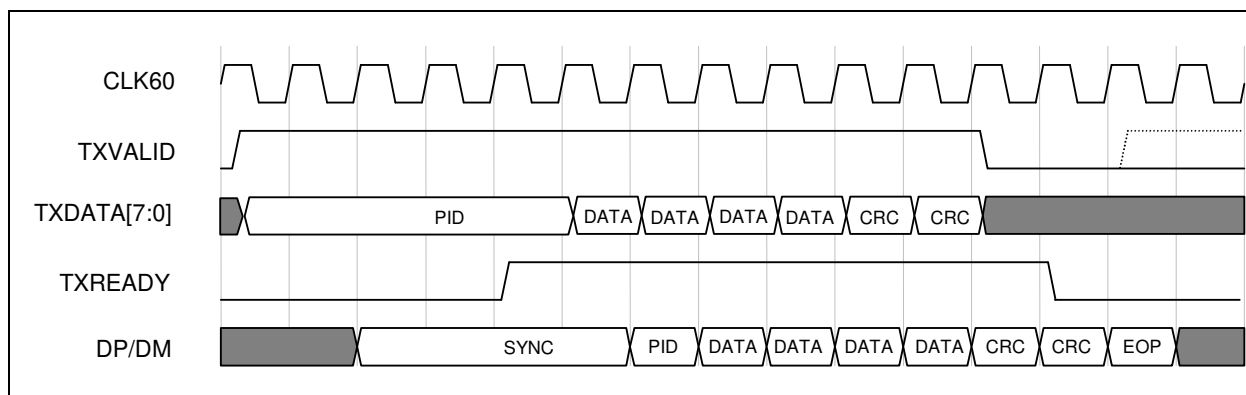 CLK60
TXVALID
TXDATA[7:0] PID DATA DATA DATA DATA CRC CRC
TXREADY
DP/DM SYNC PID DATA DATA DATA DATA CRC CRC EOP